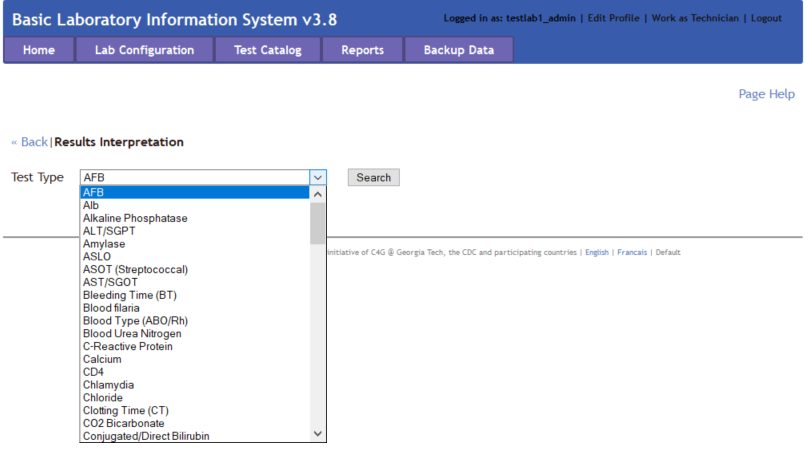 Basic Laboratory Information System v3.8
Logged in as: testlab1_admin | Edit Profile | Work as Technician | Logout
Home Lab Configuration Test Catalog Reports Backup Data
Page Help
« Back|Results Interpretation
Test Type AFB Search
AFB
Alb
Alkaline Phosphatase
ALT/SGPT
Amylase
ASLO
initiative of C4G @ Georgia Tech, the CDC and participating countries | English | Francais | Default
ASOT (Streptococcal)
AST/SGOT
Bleeding Time (BT)
Blood filaria
Blood Type (ABO/Rh)
Blood Urea Nitrogen
C-Reactive Protein
Calcium
CD4
Chlamydia
Chloride
Clotting Time (CT)
CO2 Bicarbonate
Conjugated/Direct Bilirubin